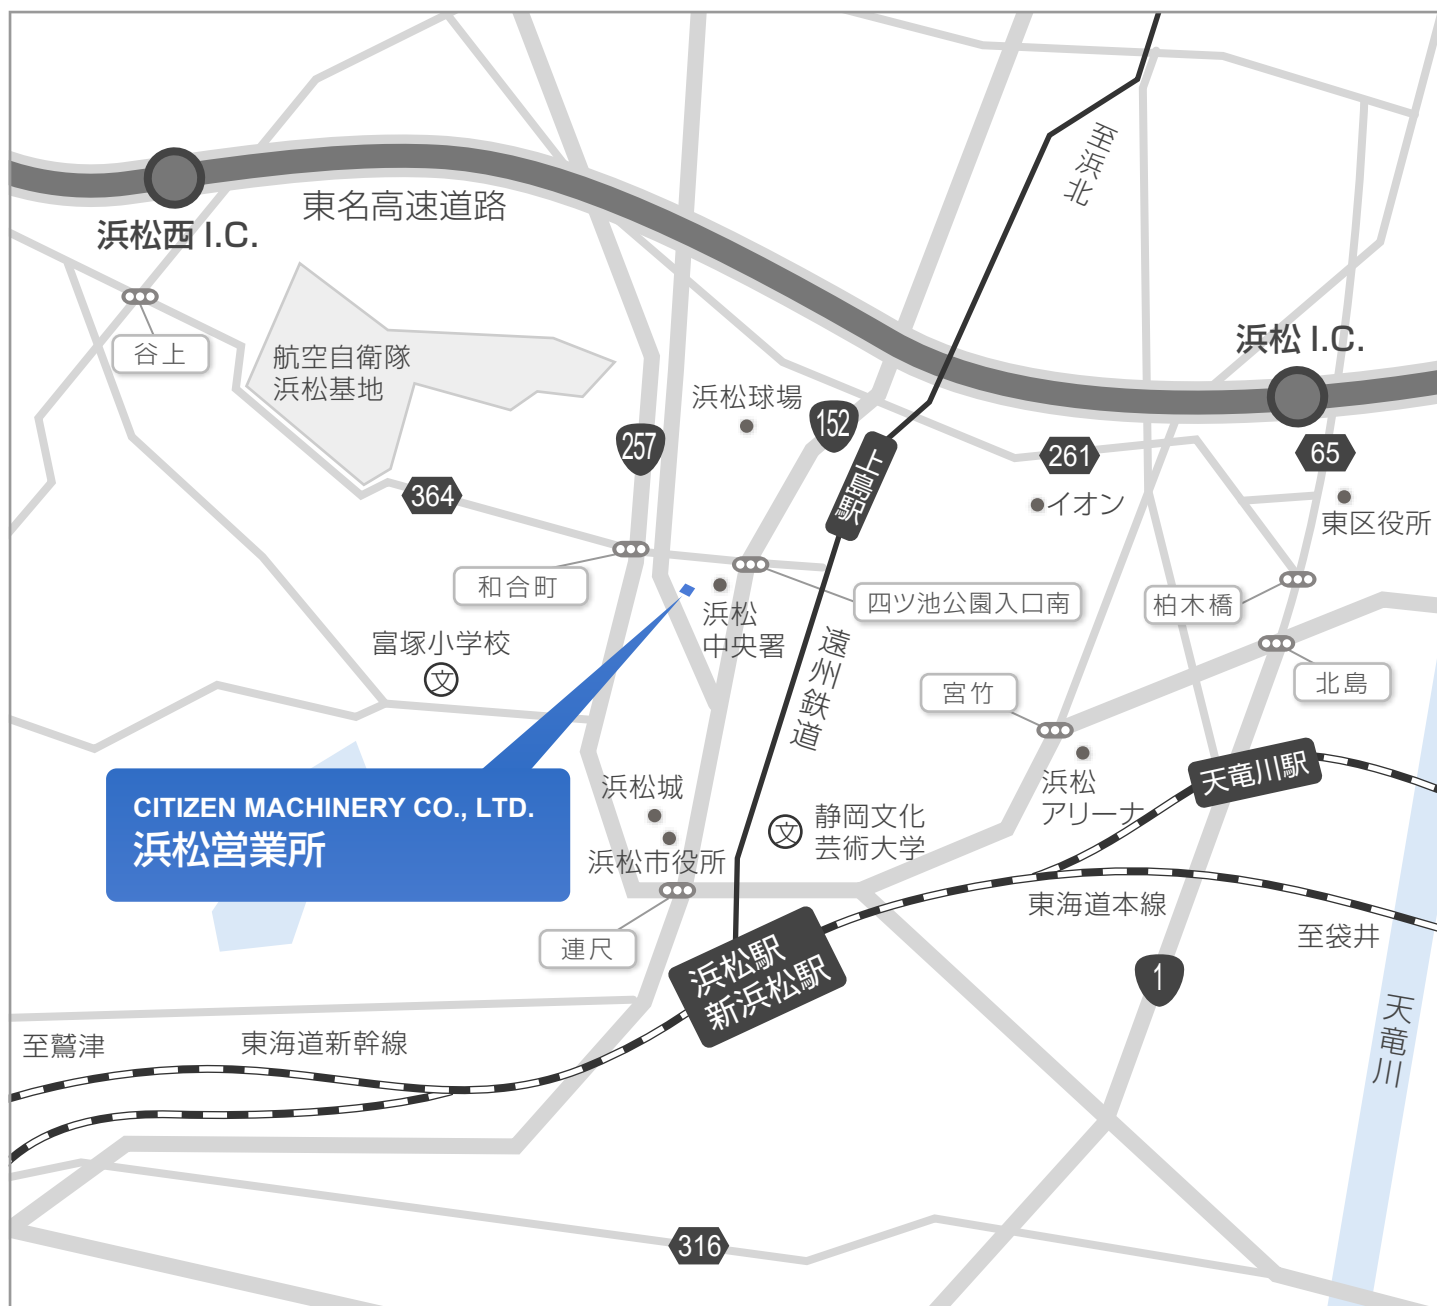 至浜北
東名高速道路
浜松西 I.C.
谷上
航空自衛隊
浜松基地
浜松 I.C.
浜松球場
152
257
261
65
364
上島駅
イオン
東区役所
和合町
四ツ池公園入口南
柏木橋
浜松
中央署
富塚小学校
文
遠州鉄道
宮竹
北島
CITIZEN MACHINERY CO., LTD.
浜松営業所
浜松城
浜松市役所
文
静岡文化
芸術大学
浜松
アリーナ
天竜川駅
東海道本線
至袋井
連尺
浜松駅
新浜松駅
1
天竜川
至鷲津
東海道新幹線
316